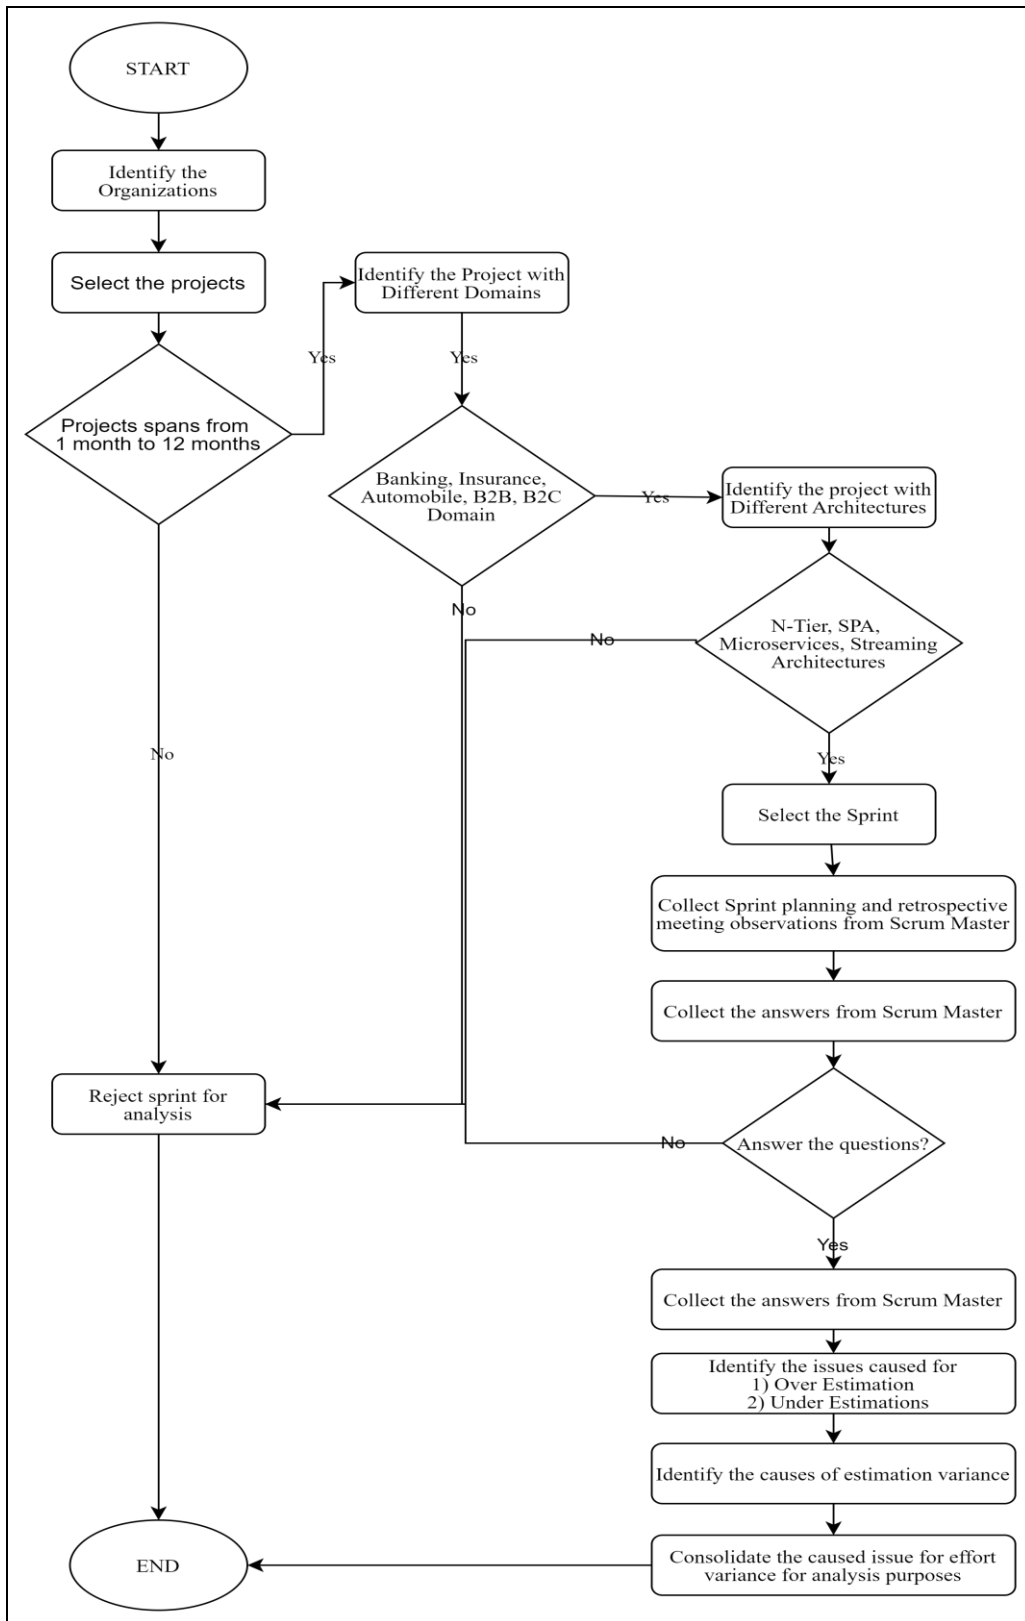 START
Identify the
Organizations
Select the projects
Projects spans from
1 month to 12 months
Yes
Identify the Project with
Different Domains
Yes
Banking, Insurance,
Automobile, B2B, B2C
Domain
Yes
Identify the project with
Different Architectures
No
N-Tier, SPA,
Microservices, Streaming
Architectures
No
Yes
No
Select the Sprint
Collect Sprint planning and retrospective
meeting observations from Scrum Master
Collect the answers from Scrum Master
Reject sprint for
analysis
Answer the questions?
No
Yes
Collect the answers from Scrum Master
Identify the issues caused for
1) Over Estimation
2) Under Estimations
Identify the causes of estimation variance
Consolidate the caused issue for effort
variance for analysis purposes
END